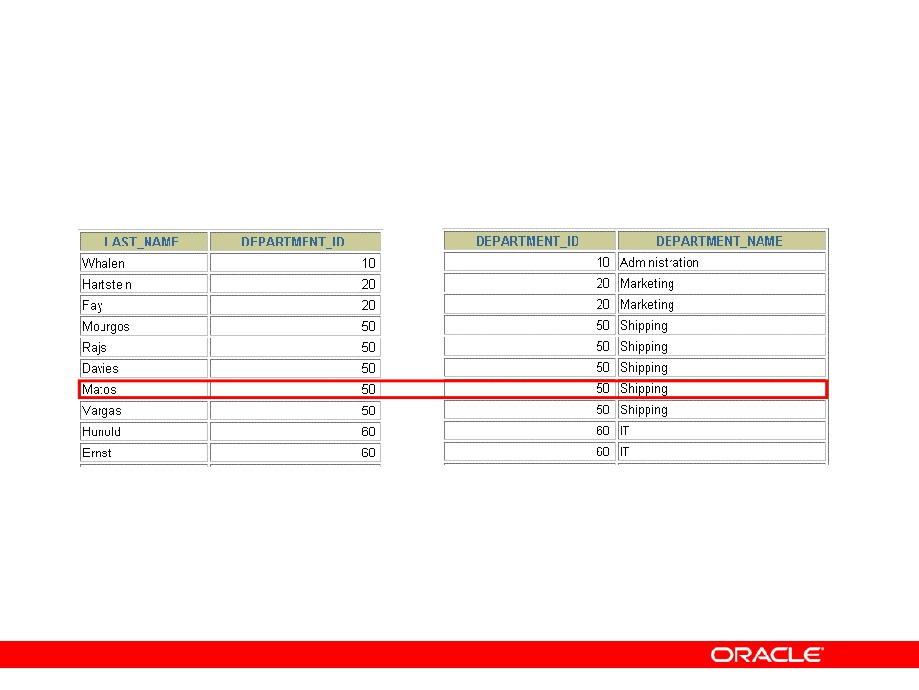 LAST_NAME DEPARTMENT_ID
Whalen 10
Hartstein 20
Fay 20
Mourgos 50
Rajs 50
Davies 50
Matos 50
Vargas 50
Hunold 60
Ernst 60
DEPARTMENT_ID DEPARTMENT_NAME
10 Administration
20 Marketing
20 Marketing
50 Shipping
50 Shipping
50 Shipping
50 Shipping
50 Shipping
60 IT
60 IT
ORACLE